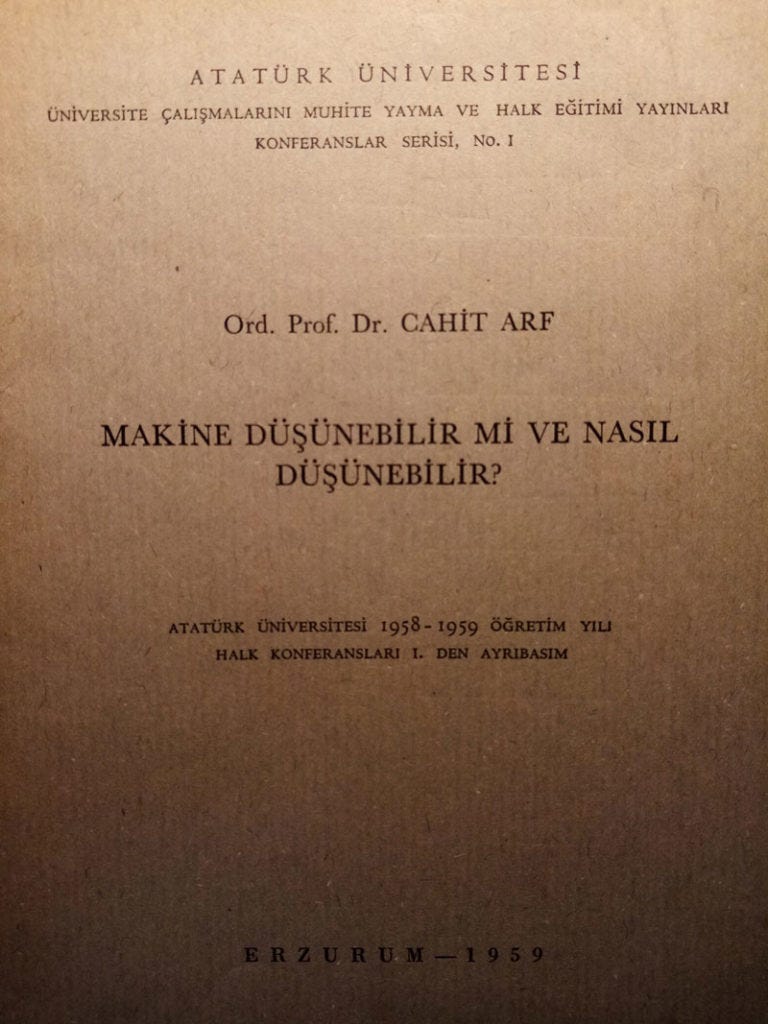 ATATÜRK ÜNİVERSİTESİ
ÜNİVERSİTE ÇALIŞMALARINI MUHİTE YAYMA VE HALK EĞİTİMİ YAYINLARI
KONFERANSLAR SERİSİ, No. I
Ord. Prof. Dr. CAHİT ARF
MAKİNE DÜŞÜNEBİLİR Mİ VE NASIL
DÜŞÜNEBİLİR?
ATATÜRK ÜNİVERSİTESİ 1958-1959 ÖĞRETİM YILI
HALK KONFERANSLARI I. DEN AYRIBASIM
ERZURUM—1959